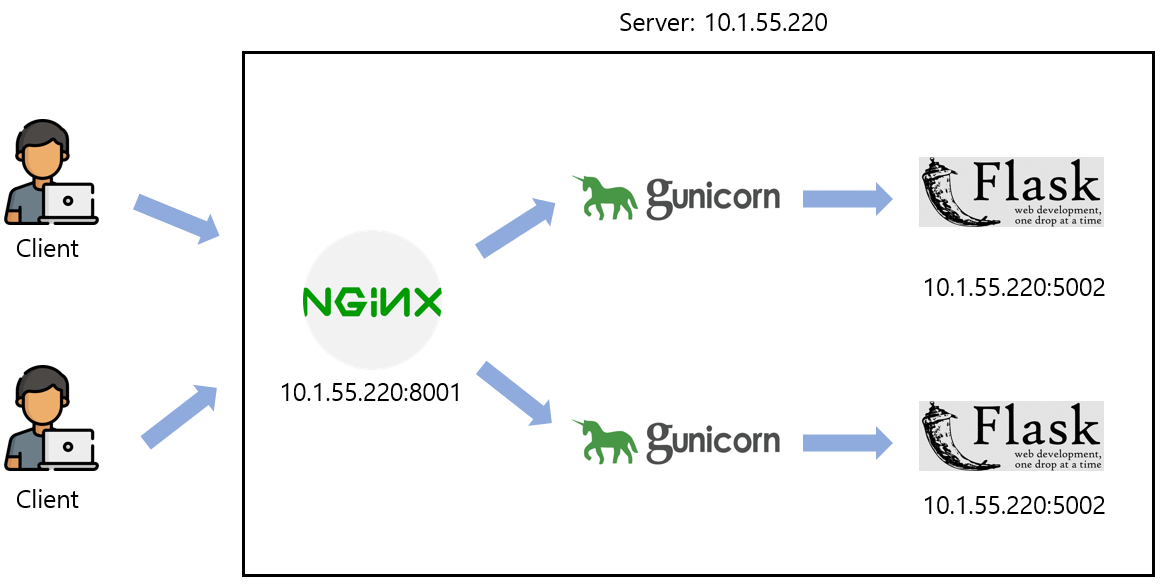 Server: 10.1.55.220
Client
NGiNX
10.1.55.220:8001
gunicorn
Flask
web development,
one drop at a time
10.1.55.220:5002
Client
gunicorn
Flask
web development,
one drop at a time
10.1.55.220:5002